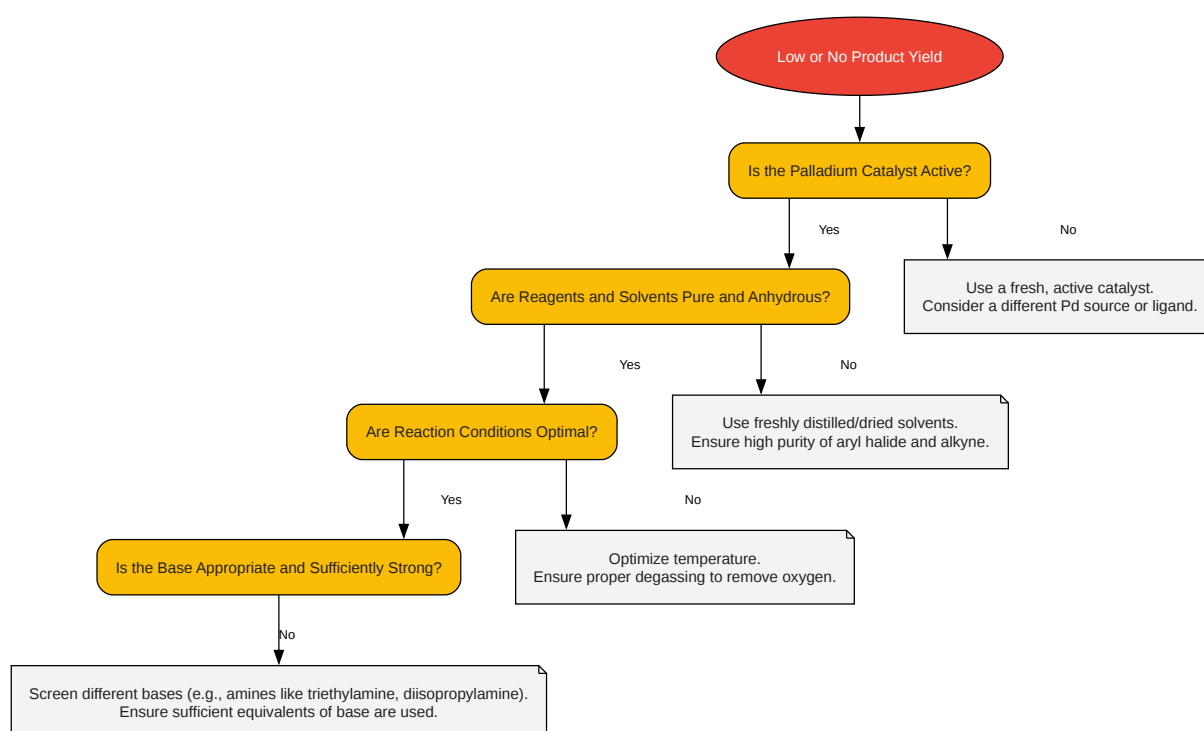 Low or No Product Yield
Is the Palladium Catalyst Active?
Yes
No
Are Reagents and Solvents Pure and Anhydrous?
Use a fresh, active catalyst.
Consider a different Pd source or ligand.
Yes
No
Are Reaction Conditions Optimal?
Use freshly distilled/dried solvents.
Ensure high purity of aryl halide and alkyne.
Yes
No
Is the Base Appropriate and Sufficiently Strong?
Optimize temperature.
Ensure proper degassing to remove oxygen.
No
Screen different bases (e.g., amines like triethylamine, diisopropylamine).
Ensure sufficient equivalents of base are used.